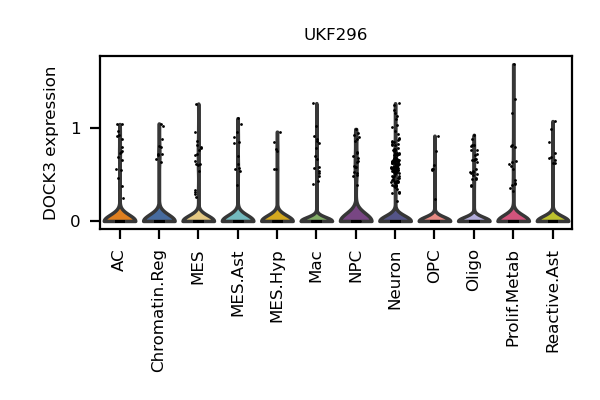 UKF296
DOCK3 expression
1
0
AC
Chromatin.Reg
MES
MES.Ast
MES.Hyp
Mac
NPC
Neuron
OPC
Oligo
Prolif.Metab
Reactive.Ast